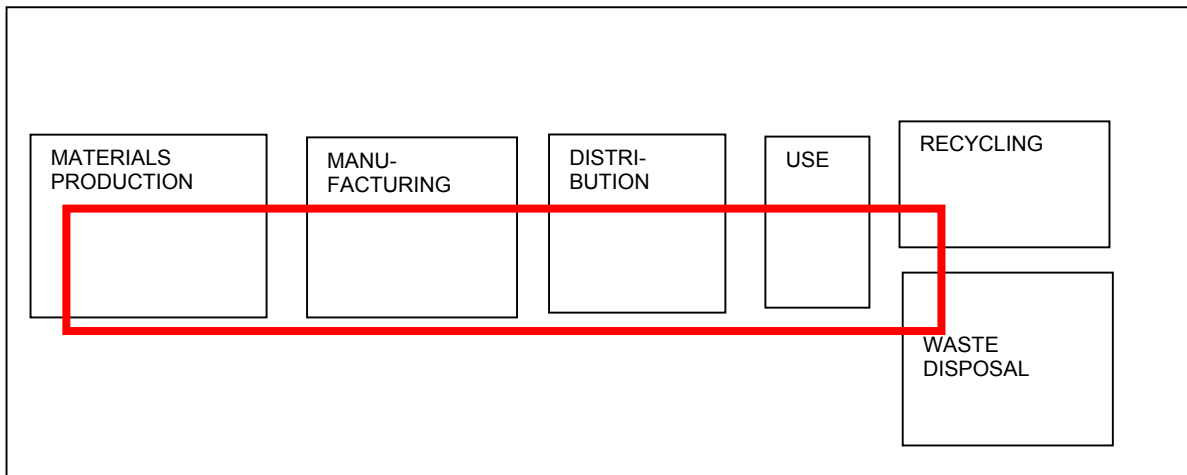 MATERIALS
PRODUCTION
MANU-
FACTURING
DISTRI-
BUTION
USE
RECYCLING
WASTE
DISPOSAL